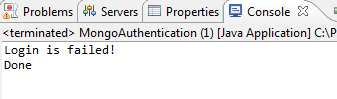 Problems Servers Properties Console
<terminated> MongoAuthentication (1) [Java Application] C:\P
Login is failed!
Done